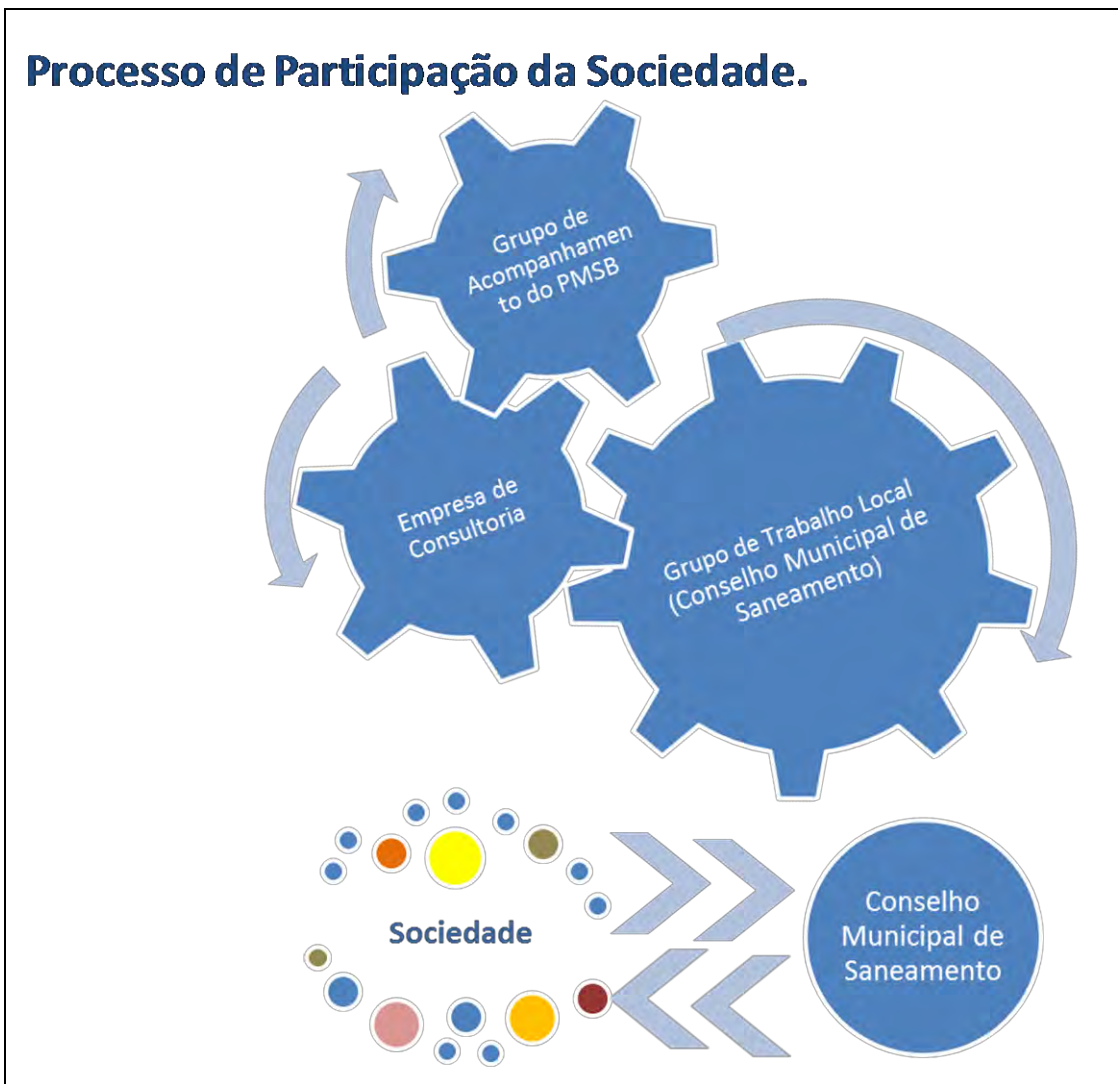 Processo de Participação da Sociedade.
Grupo de
Acompanhamen
to do PMSB
Empresa de
Consultoria
Grupo de Trabalho Local
(Conselho Municipal de
Saneamento)
Sociedade
Conselho
Municipal de
Saneamento